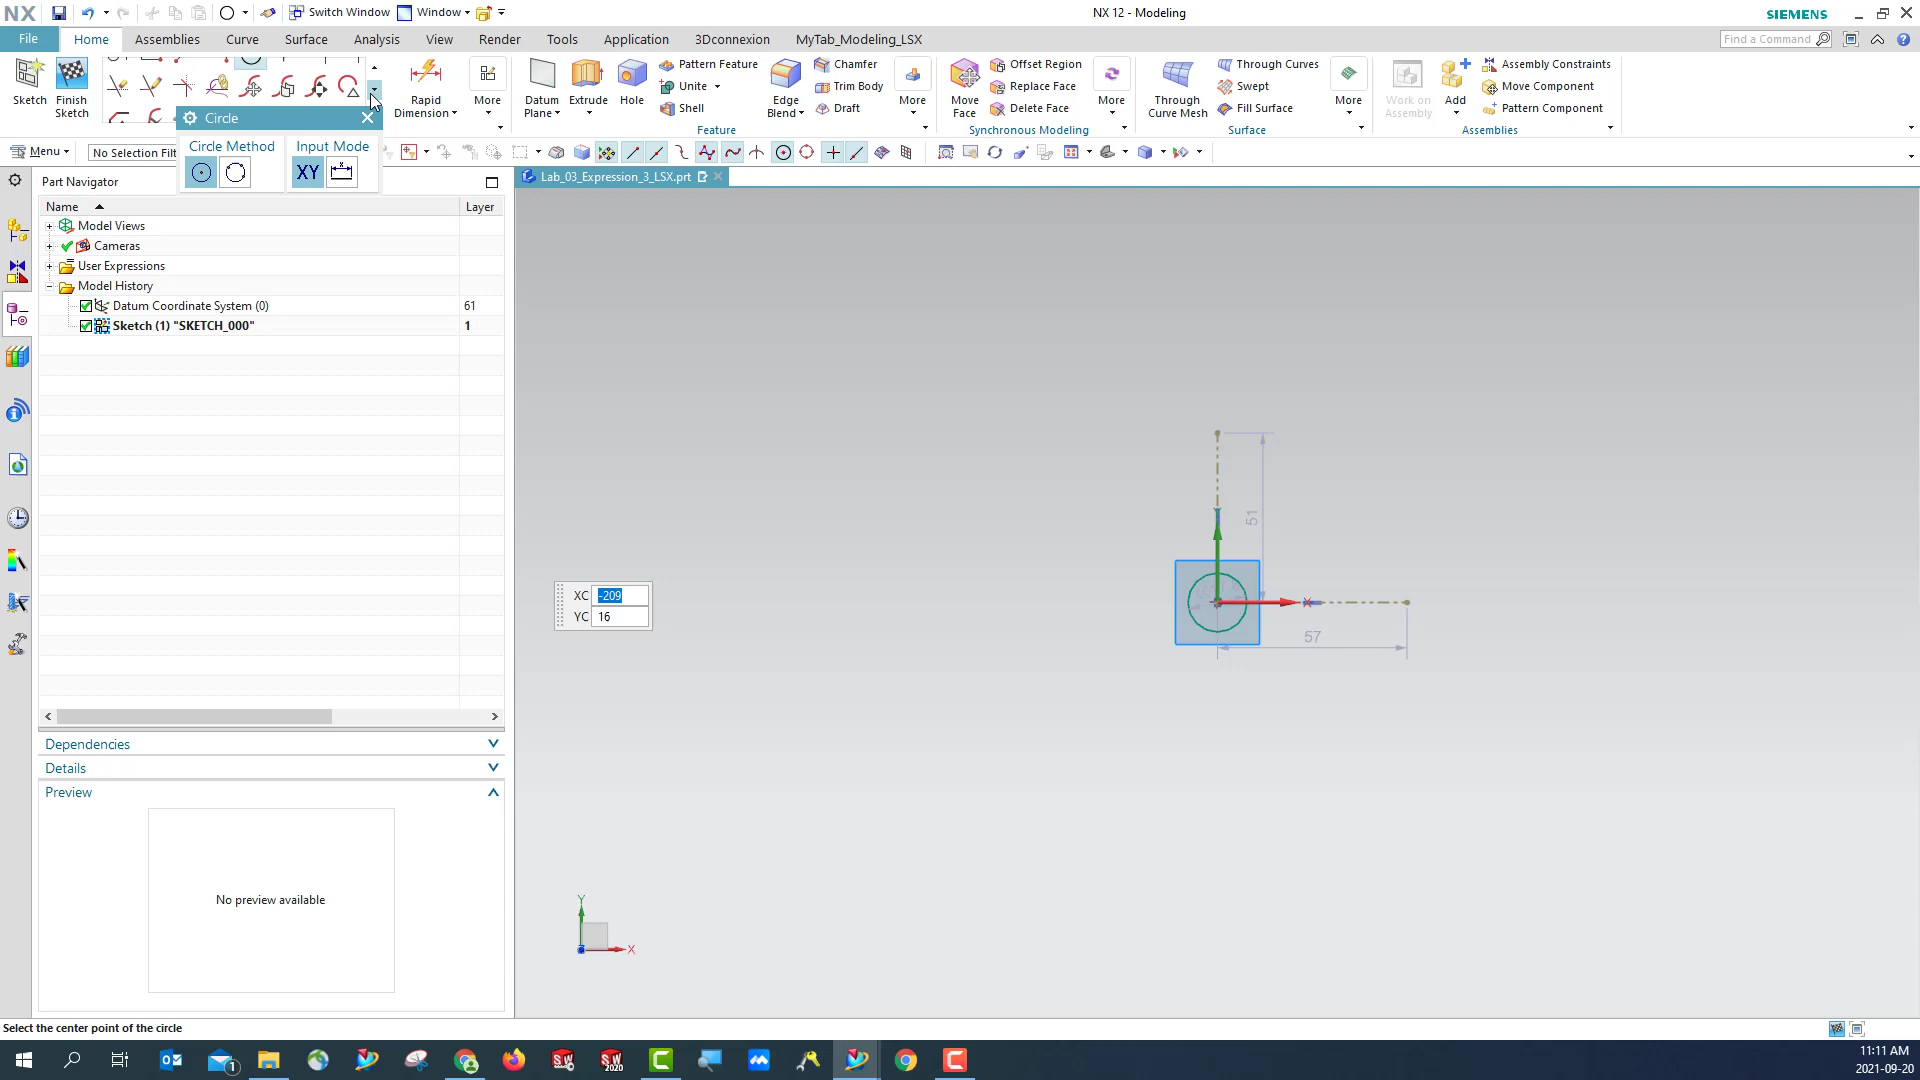 NX
Switch Window
Window
NX 12 - Modeling
SIEMENS
File
Home
Assemblies
Curve
Surface
Analysis
View
Render
Tools
Application
3Dconnexion
MyTab_Modeling_LSX
Find a Command
Sketch
Finish
Sketch
Rapid
Dimension
More
Datum
Plane
Extrude
Hole
Pattern Feature
Unite
Shell
Edge
Blend
Chamfer
Trim Body
Draft
More
Feature
Move
Face
Offset Region
Replace Face
Delete Face
More
Synchronous Modeling
Through
Curve Mesh
Through Curves
Swept
Fill Surface
More
Surface
Work on
Assembly
Add
Assembly Constraints
Move Component
Pattern Component
Assemblies
Menu
No Selection Filt
Circle
Circle Method
Input Mode
XY
Part Navigator
Lab_03_Expression_3_LSX.prt
Name
Layer
Model Views
Cameras
User Expressions
Model History
Datum Coordinate System (0)
61
Sketch (1) "SKETCH_000"
1
XC
-209
YC
16
51
57
X
Y
X
Dependencies
Details
Preview
No preview available
Select the center point of the circle
1
SW
SW
2020
11:11 AM
2021-09-20